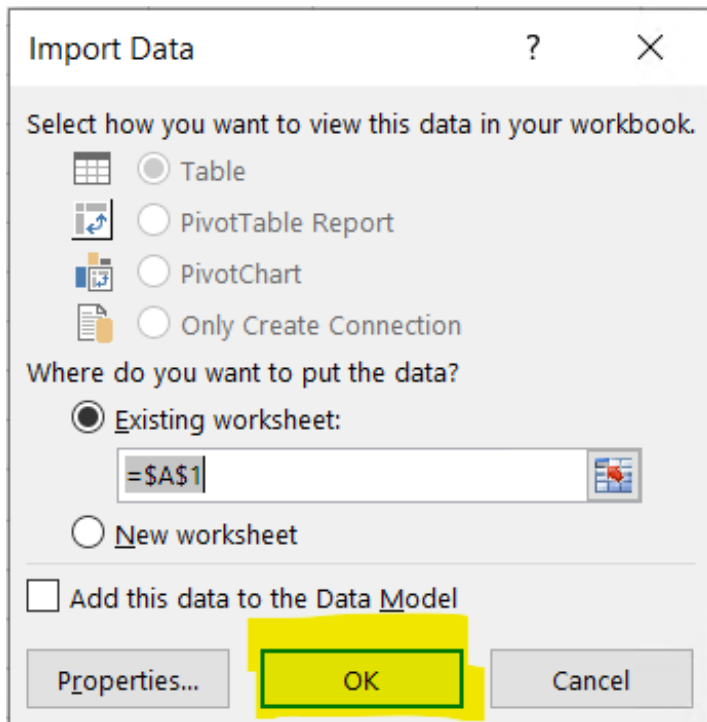 Import Data ?
Select how you want to view this data in your workbook.
Table
PivotTable Report
PivotChart
Only Create Connection
Where do you want to put the data?
Existing worksheet:
=$A$1
New worksheet
Add this data to the Data Model
Properties... OK Cancel